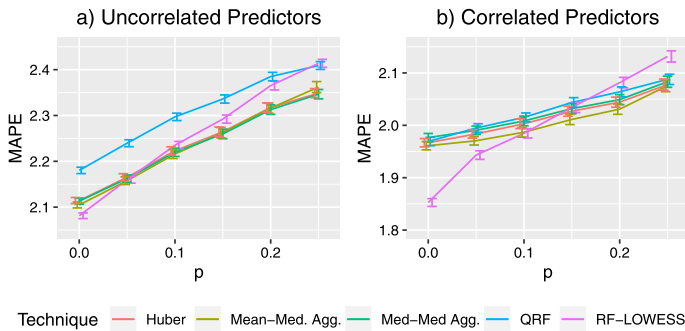 a) Uncorrelated Predictors
b) Correlated Predictors
MAPE
2.4
2.3
2.2
2.1
0.0 0.1 0.2
p
MAPE
2.1
2.0
1.9
1.8
0.0 0.1 0.2
p
Technique Huber Mean−Med. Agg. Med−Med Agg. QRF RF−LOWESS